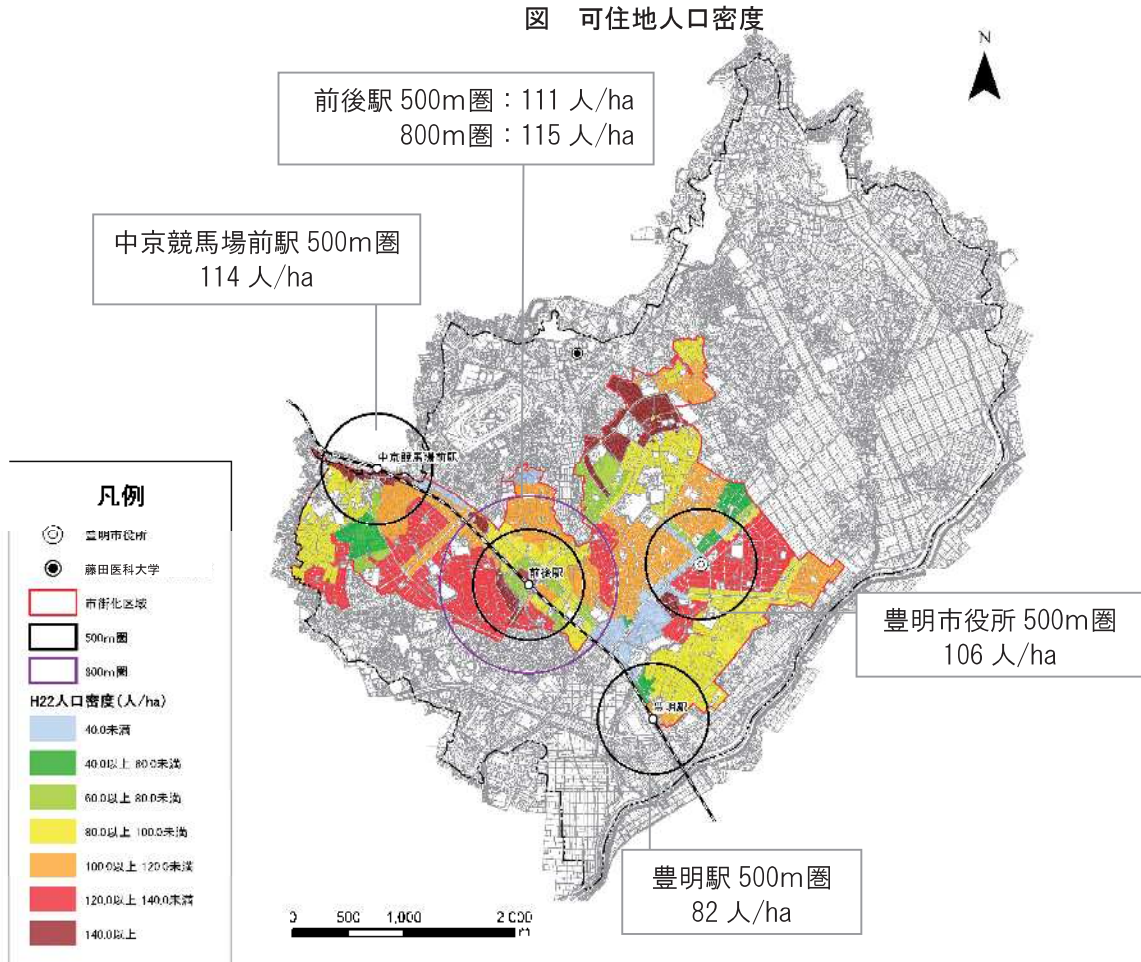 図 可住地人口密度
N
前後駅 500m圏：111 人/ha
800m圏：115 人/ha
中京競馬場前駅 500m圏
114 人/ha
中京競馬場前駅
前後駅
豊明駅
豊明市役所 500m圏
106 人/ha
豊明駅 500m圏
82 人/ha
凡例
豊明市役所
藤田医科大学
市街化区域
500m圏
800m圏
H22人口密度(人/ha)
40.0未満
40.0以上 60.0未満
60.0以上 80.0未満
80.0以上 100.0未満
100.0以上 120.0未満
120.0以上 140.0未満
140.0以上
0 500 1,000 2,000
m